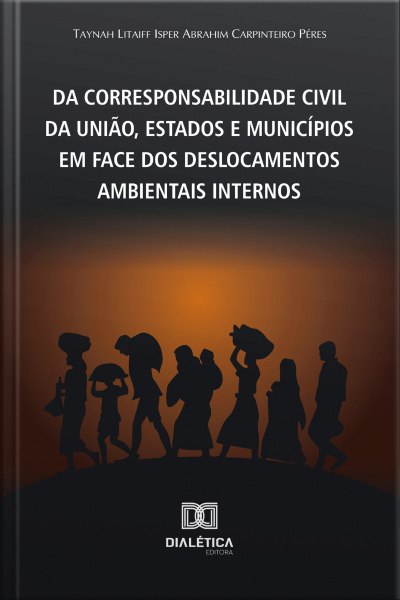 Taynah Litaiff Isper Abrahim Carpinteiro Péres
DA CORRESPONSABILIDADE CIVIL
DA UNIÃO, ESTADOS E MUNICÍPIOS
EM FACE DOS DESLOCAMENTOS
AMBIENTAIS INTERNOS
DIALÉTICA
EDITORA